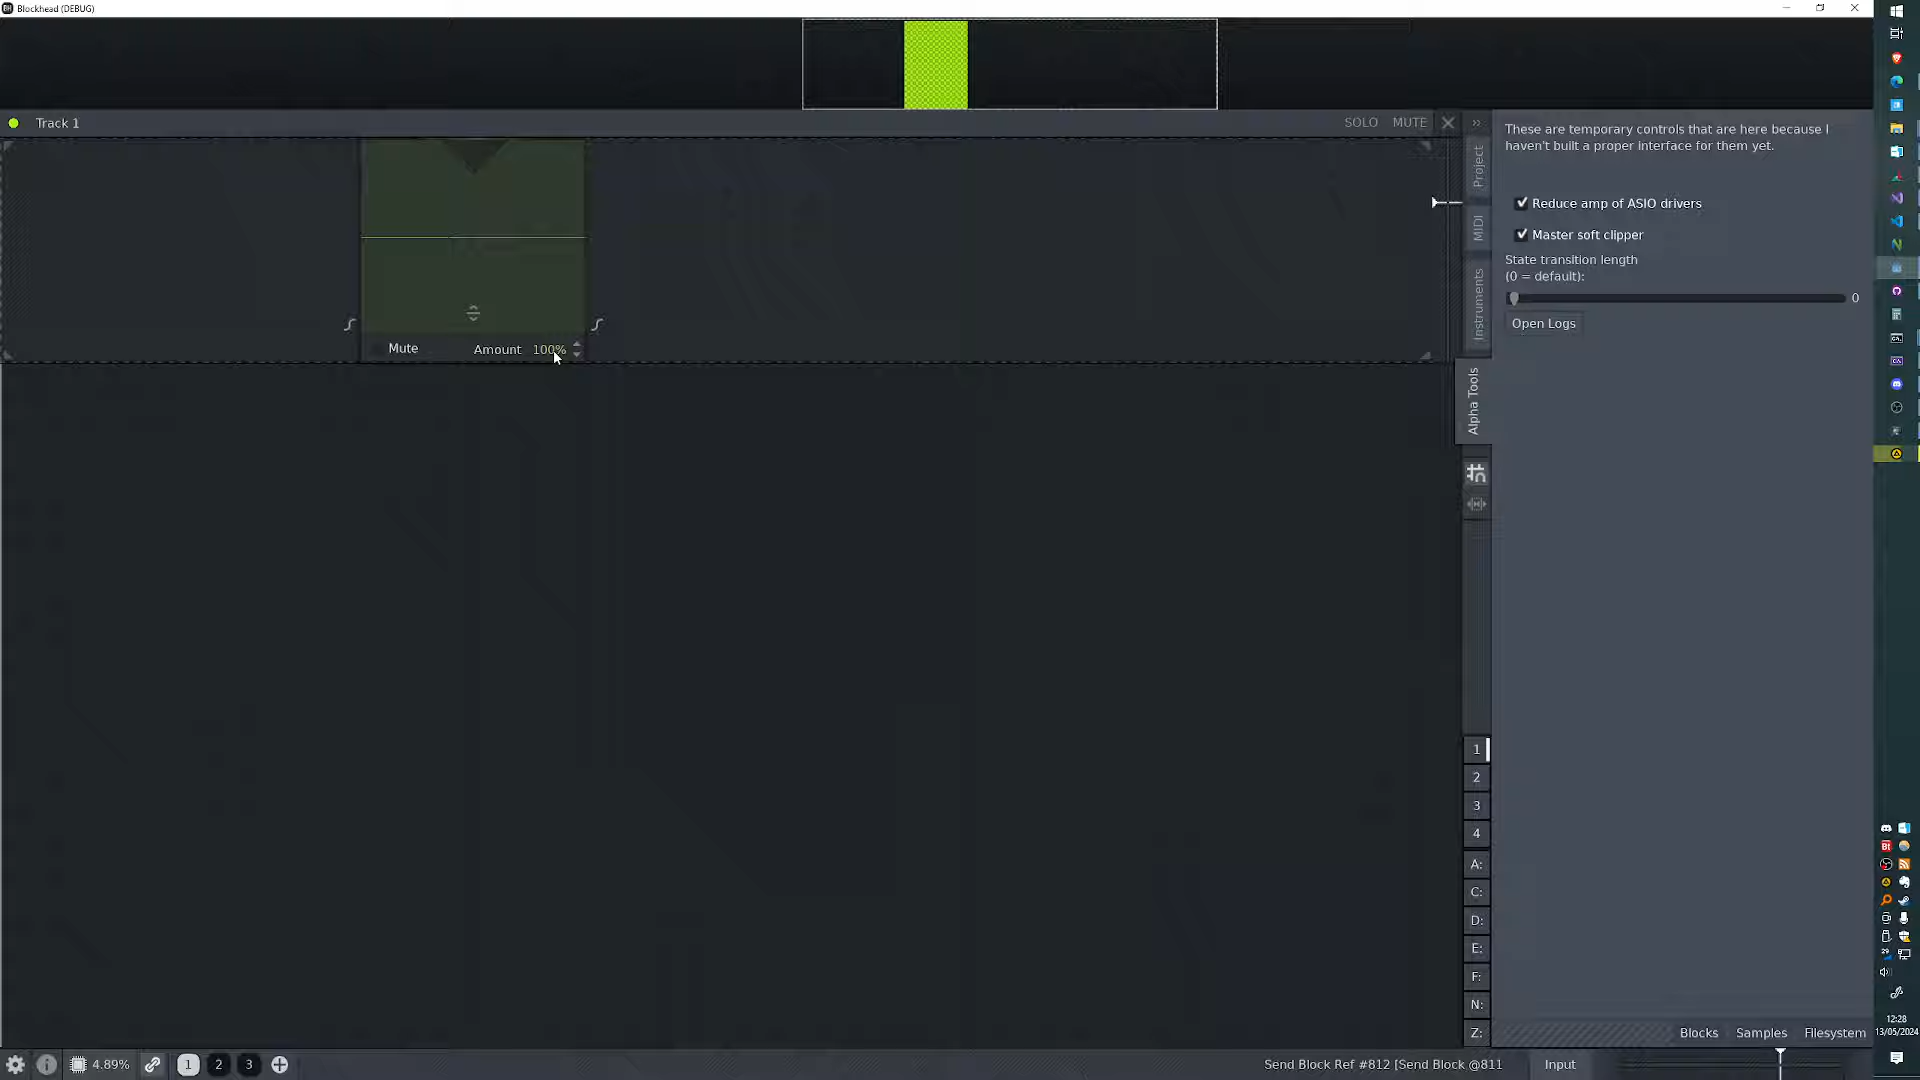 Blockhead (DEBUG)
Track 1
SOLO
MUTE
Mute
Amount
100%
Project
MIDI
Instruments
Alpha Tools
These are temporary controls that are here because I
haven't built a proper interface for them yet.
Reduce amp of ASIO drivers
Master soft clipper
State transition length
(0 = default):
0
Open Logs
1
2
3
4
A:
C:
D:
E:
F:
N:
Z:
Blocks
Samples
Filesystem
4.89%
1
2
3
Send Block Ref #812 [Send Block @811
Input
12:28
13/05/2024